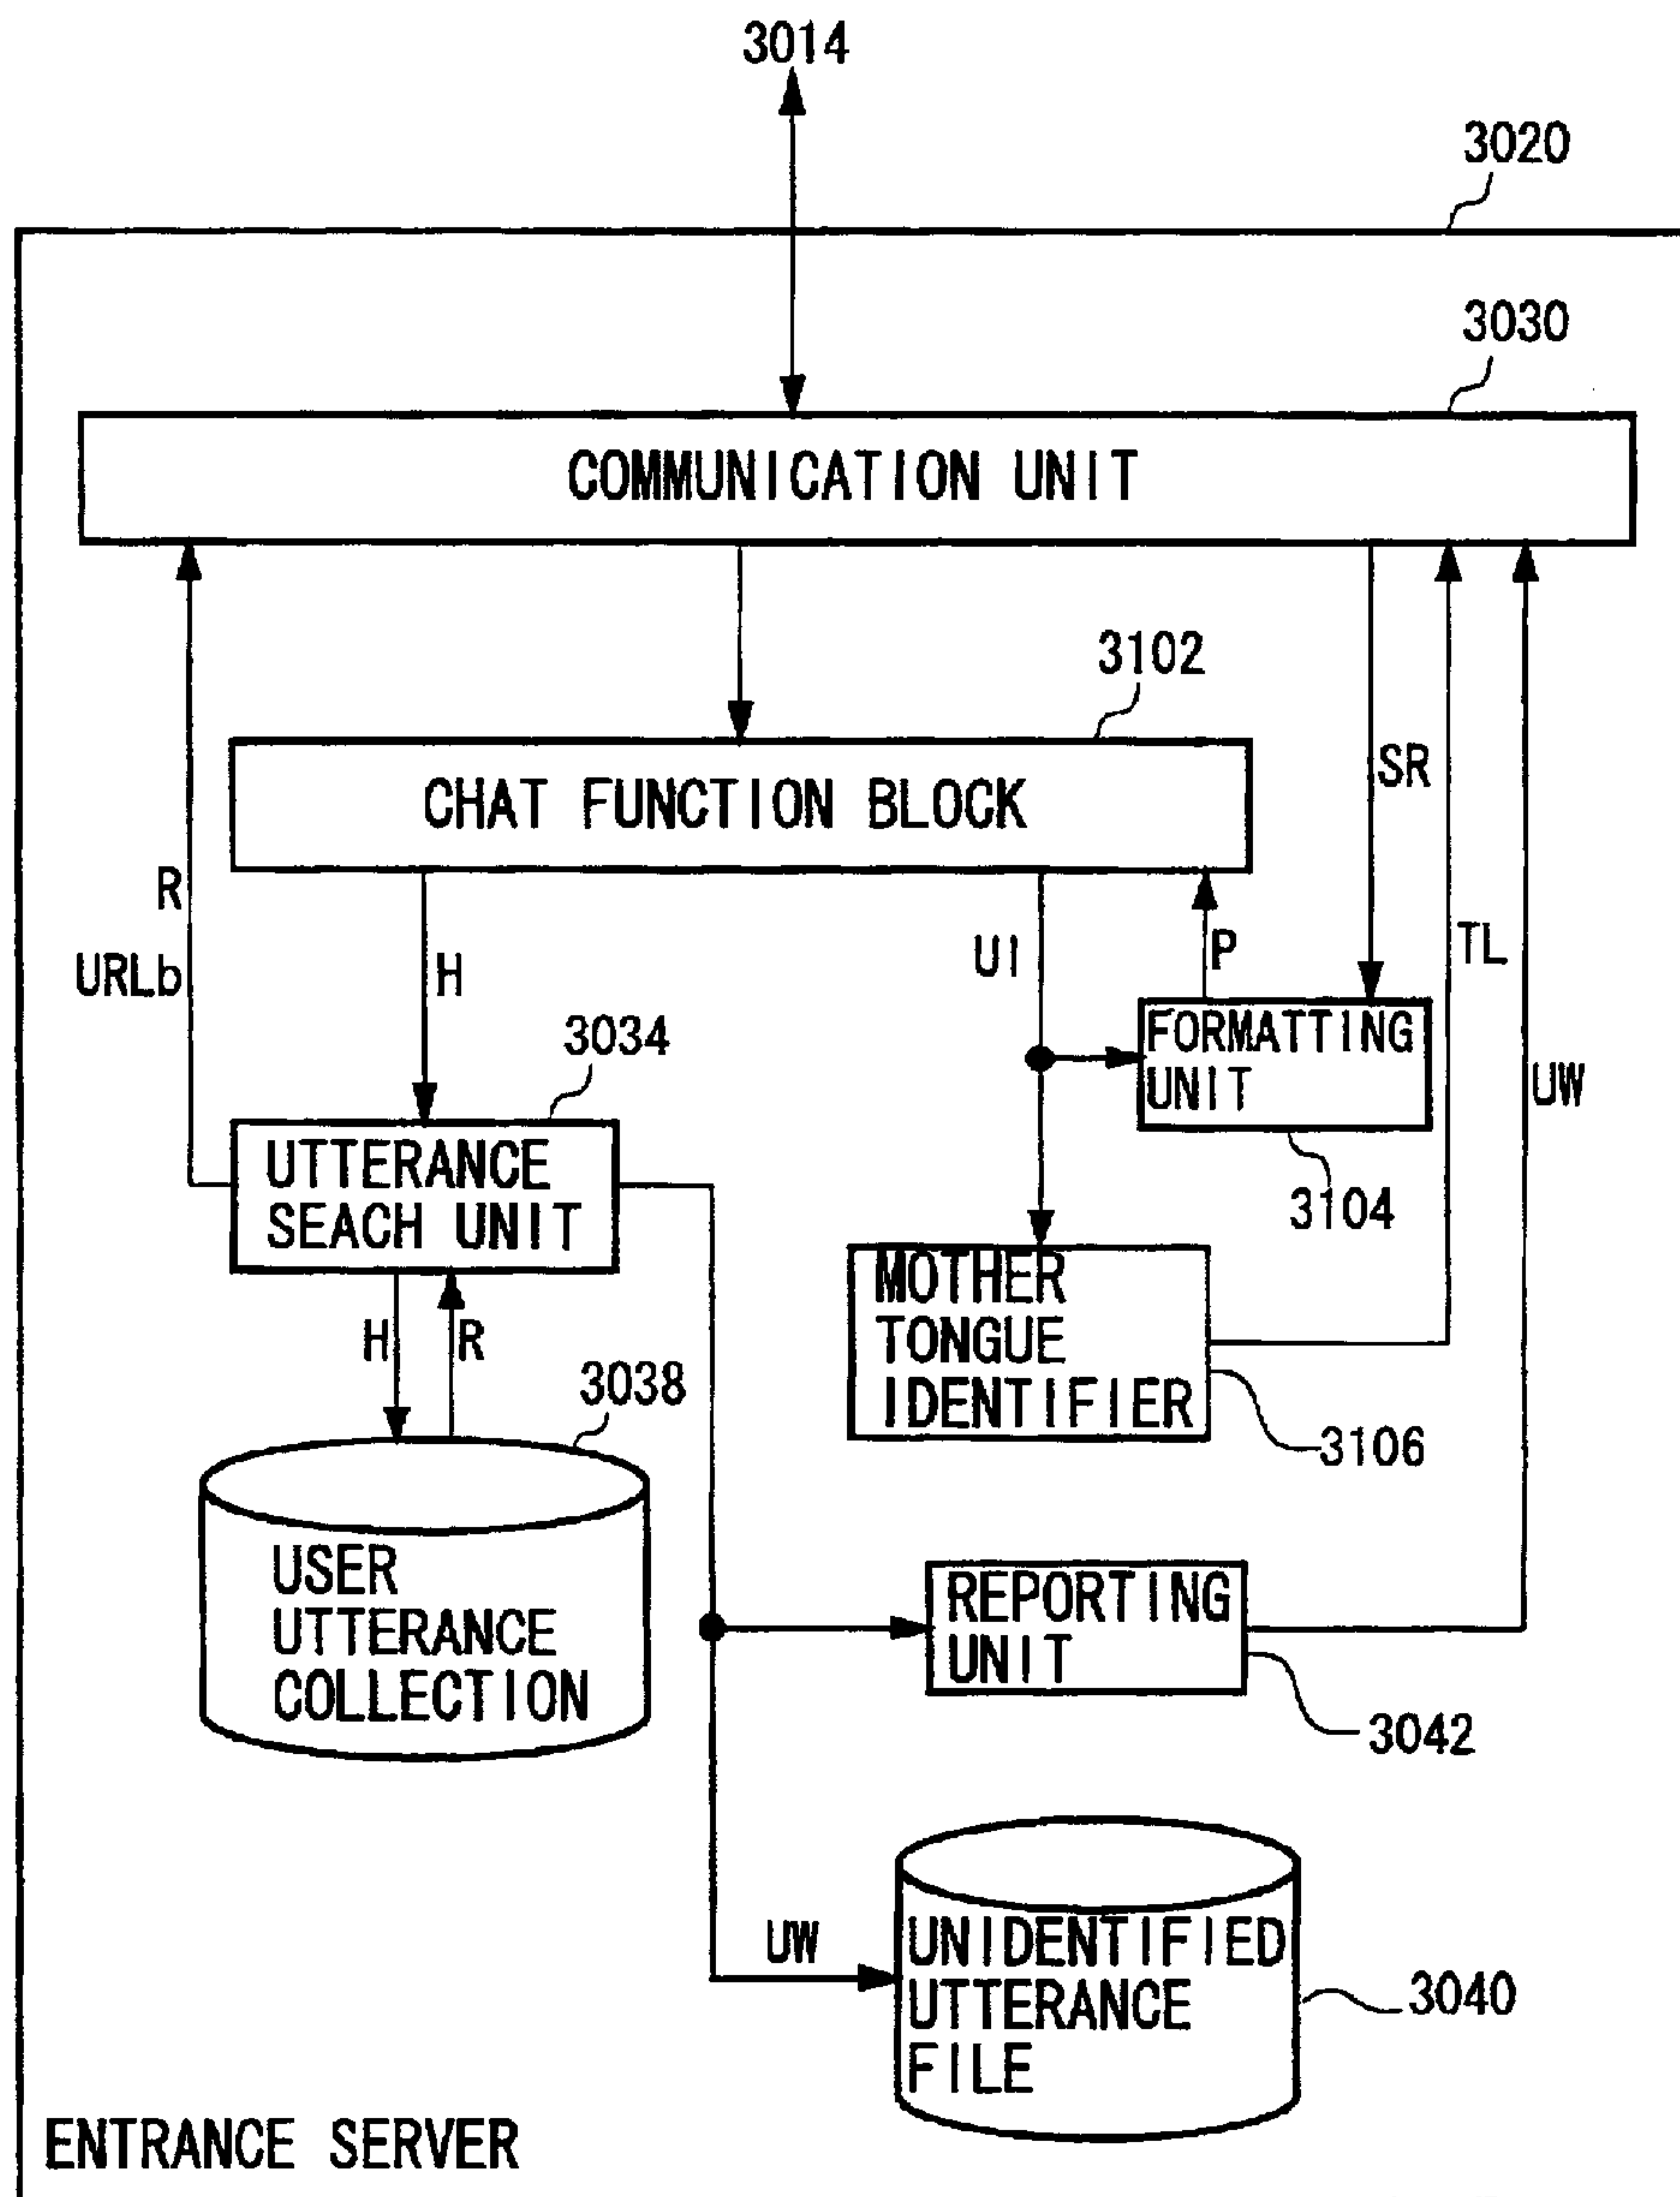 3014
3020
3030
COMMUNICATION UNIT
3102
CHAT FUNCTION BLOCK
SR
R
URLb
H
UI
P
TL
3034
FORMATTING
UNIT
UW
UTTERANCE
SEACH UNIT
3104
MOTHER
TONGUE
IDENTIFIER
H
R
3038
3106
USER
UTTERANCE
COLLECTION
REPORTING
UNIT
3042
UW
UNIDENTIFIED
UTTERANCE
FILE
3040
ENTRANCE SERVER